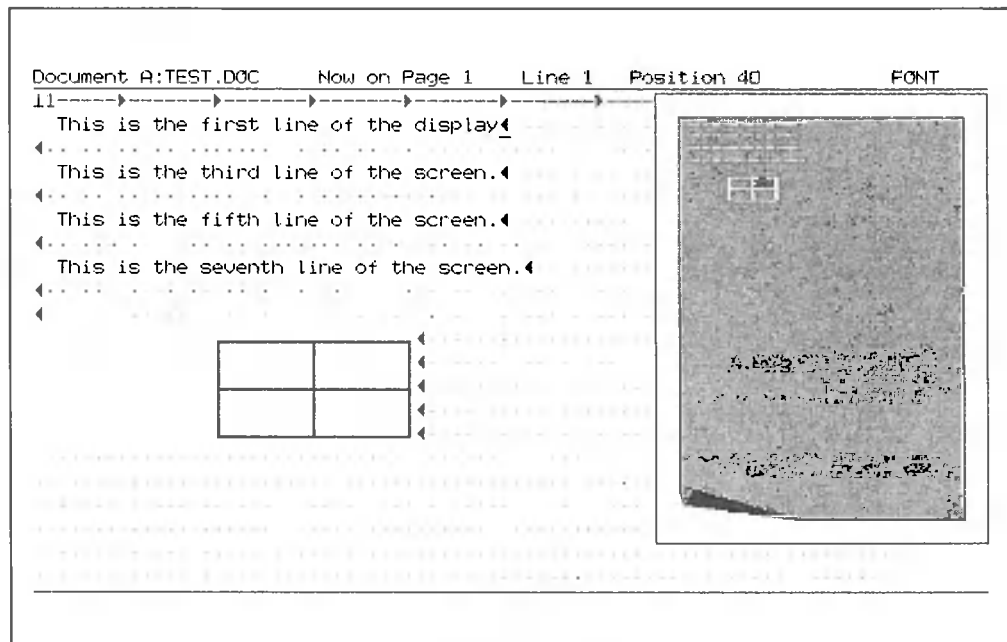 Document A:TEST.DOC Now on Page 1 Line 1 Position 40 FONT
11
This is the first line of the display
This is the third line of the screen.
This is the fifth line of the screen.
This is the seventh line of the screen.